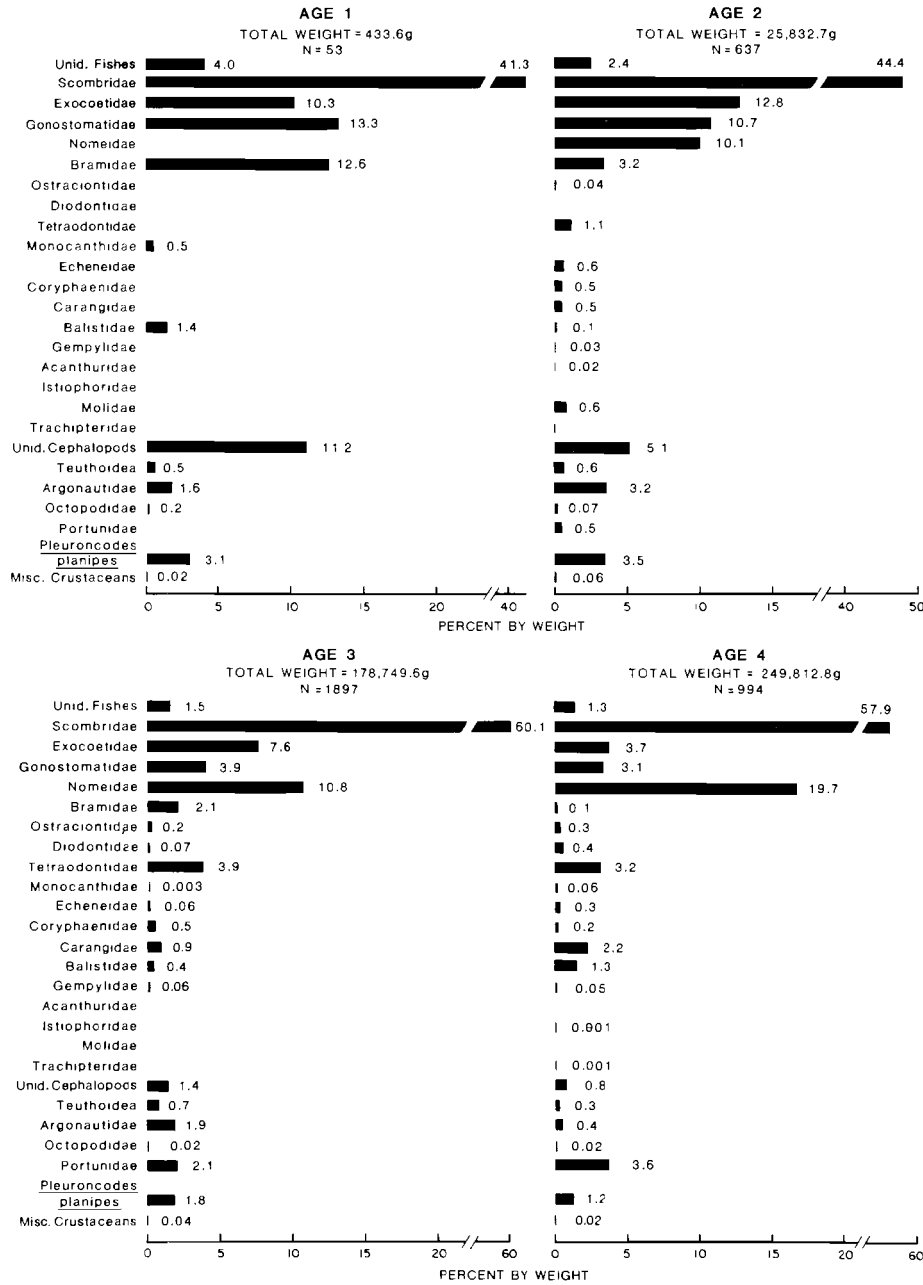 AGE 1
TOTAL WEIGHT = 433.6g
N = 53
AGE 2
TOTAL WEIGHT = 25,832.7g
N = 637
Unid. Fishes 4.0 2.4
Scombridae 41.3 44.4
Exocoetidae 10.3 12.8
Gonostomatidae 13.3 10.7
Nomeidae 10.1
Bramidae 12.6 3.2
Ostraciontidae 0.04
Diodontidae
Tetraodontidae 1.1
Monocanthidae 0.5
Echeneidae 0.6
Coryphaenidae 0.5
Carangidae 0.5
Balistidae 1.4 0.1
Gempylidae 0.03
Acanthuridae 0.02
Istiophoridae
Molidae 0.6
Trachipteridae
Unid. Cephalopods 11 2 5 1
Teuthoidea 0.5 0.6
Argonautidae 1.6 3.2
Octopodidae 0.2 0.07
Portunidae 0.5
Pleuroncodes
planipes 3.1 3.5
Misc. Crustaceans 0.02 0.06
0 5 10 20 40 0 5 10 20 40 50
PERCENT BY WEIGHT
AGE 3
TOTAL WEIGHT = 178,749.6g
N = 1897
AGE 4
TOTAL WEIGHT = 249,812.8g
N = 994
Unid. Fishes 1.5 1.3
Scombridae 60.1 57.9
Exocoetidae 7.6 3.7
Gonostomatidae 3.9 3.1
Nomeidae 10.8 19.7
Bramidae 2.1 0 1
Ostraciontidae 0.2 0.3
Diodontidae 0.07 0.4
Tetraodontidae 3.9 3.2
Monocanthidae 0.003 0.06
Echeneidae 0.06 0.3
Coryphaenidae 0.5 0.2
Carangidae 0.9 2.2
Balistidae 0.4 1.3
Gempylidae 0.06 0.05
Acanthuridae
Istiophoridae 0.001
Molidae
Trachipteridae 0.001
Unid. Cephalopods 1.4 0.8
Teuthoidea 0.7 0.3
Argonautidae 1.9 0.4
Octopodidae 0.02 0.02
Portunidae 2.1 3.6
Pleuroncodes
planipes 1.8 1.2
Misc. Crustaceans 0.04 0.02
0 5 10 20 60 0 5 10 20 60
PERCENT BY WEIGHT